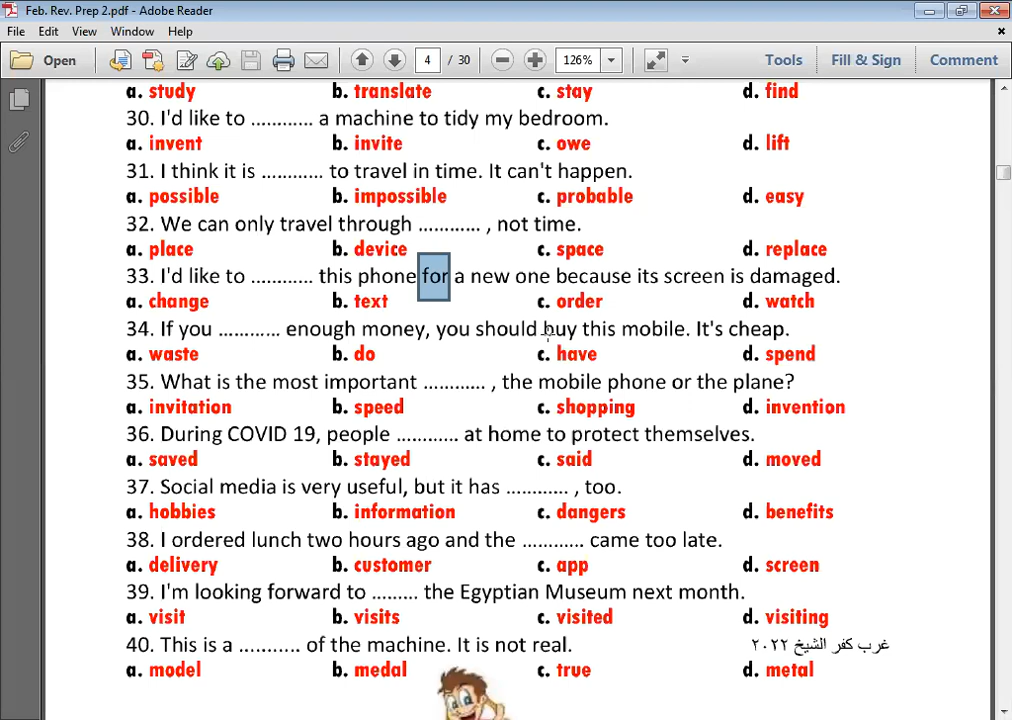 Feb. Rev. Prep 2.pdf - Adobe Reader
File Edit View Window Help
Open 4 / 30 126% Tools Fill & Sign Comment
a. study b. translate c. stay d. find
30. I'd like to ............ a machine to tidy my bedroom.
a. invent b. invite c. owe d. lift
31. I think it is ............ to travel in time. It can't happen.
a. possible b. impossible c. probable d. easy
32. We can only travel through ............ , not time.
a. place b. device c. space d. replace
33. I'd like to ............ this phone for a new one because its screen is damaged.
a. change b. text c. order d. watch
34. If you ............ enough money, you should buy this mobile. It's cheap.
a. waste b. do c. have d. spend
35. What is the most important ............ , the mobile phone or the plane?
a. invitation b. speed c. shopping d. invention
36. During COVID 19, people ............ at home to protect themselves.
a. saved b. stayed c. said d. moved
37. Social media is very useful, but it has ............ , too.
a. hobbies b. information c. dangers d. benefits
38. I ordered lunch two hours ago and the ............ came too late.
a. delivery b. customer c. app d. screen
39. I'm looking forward to ......... the Egyptian Museum next month.
a. visit b. visits c. visited d. visiting
40. This is a ............ of the machine. It is not real. غرب كفر الشيخ ٢٠٢٢
a. model b. medal c. true d. metal